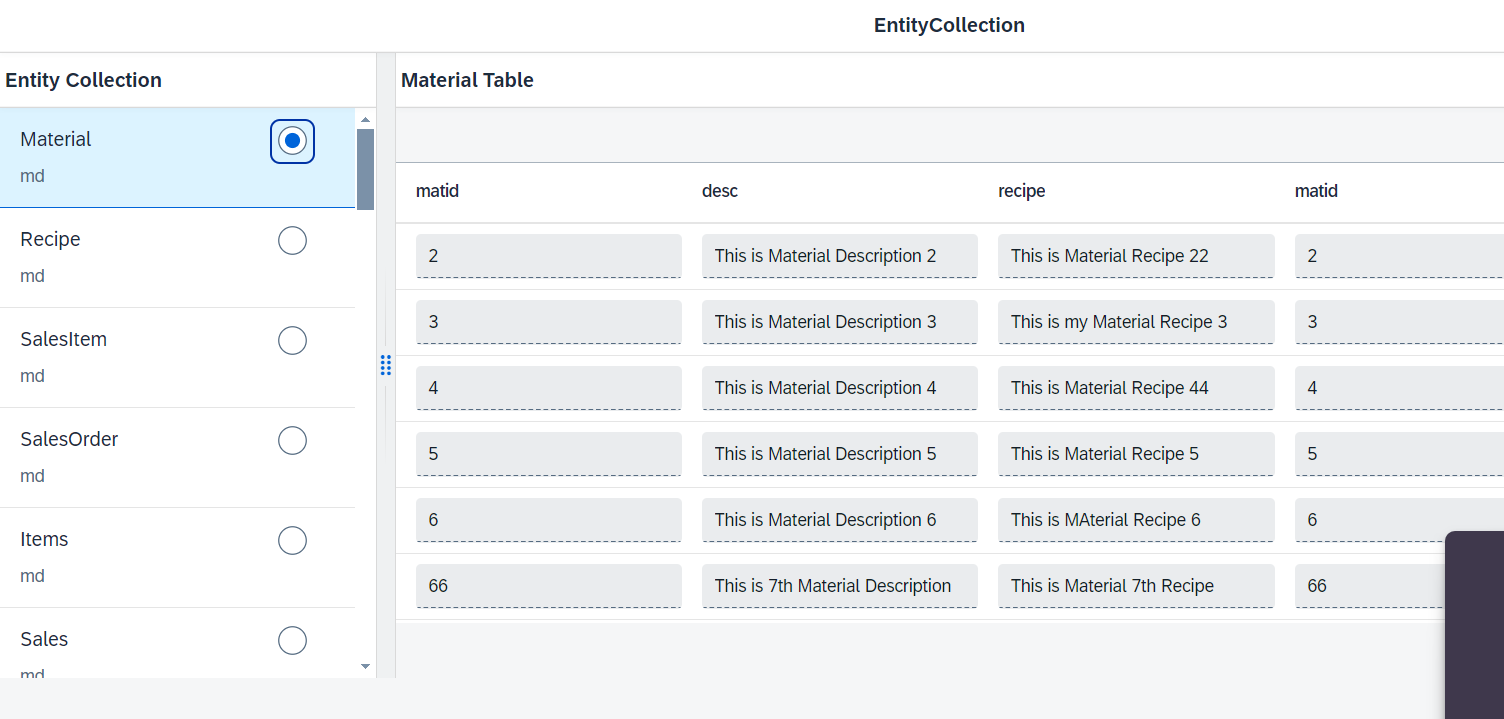 EntityCollection
Entity Collection
Material
md
Recipe
md
SalesItem
md
SalesOrder
md
Items
md
Sales
md
Material Table
matid desc recipe matid
2 This is Material Description 2 This is Material Recipe 22 2
3 This is Material Description 3 This is my Material Recipe 3 3
4 This is Material Description 4 This is Material Recipe 44 4
5 This is Material Description 5 This is Material Recipe 5 5
6 This is Material Description 6 This is MAterial Recipe 6 6
66 This is 7th Material Description This is Material 7th Recipe 66